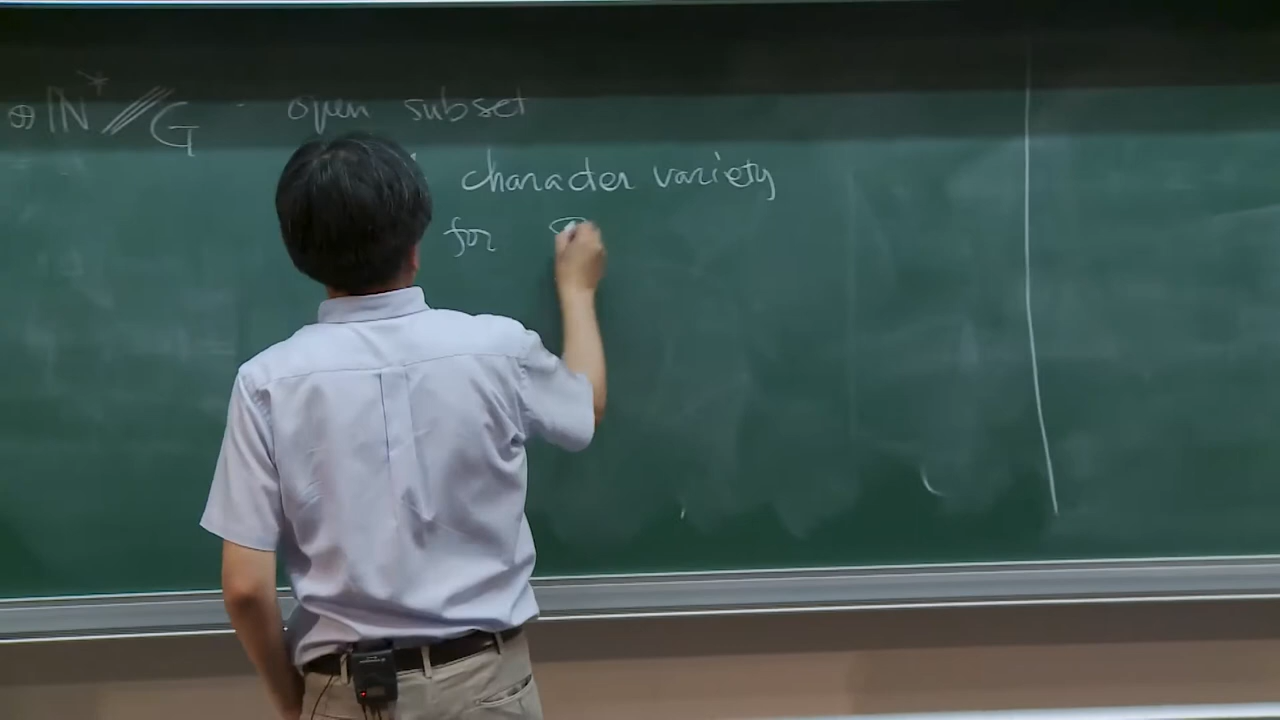 ⊕ N* /// G - open subset
character variety
for